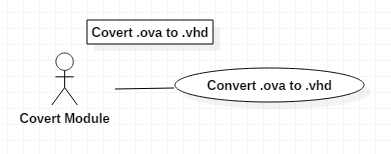 Covert .ova to .vhd
Convert .ova to .vhd
Covert Module